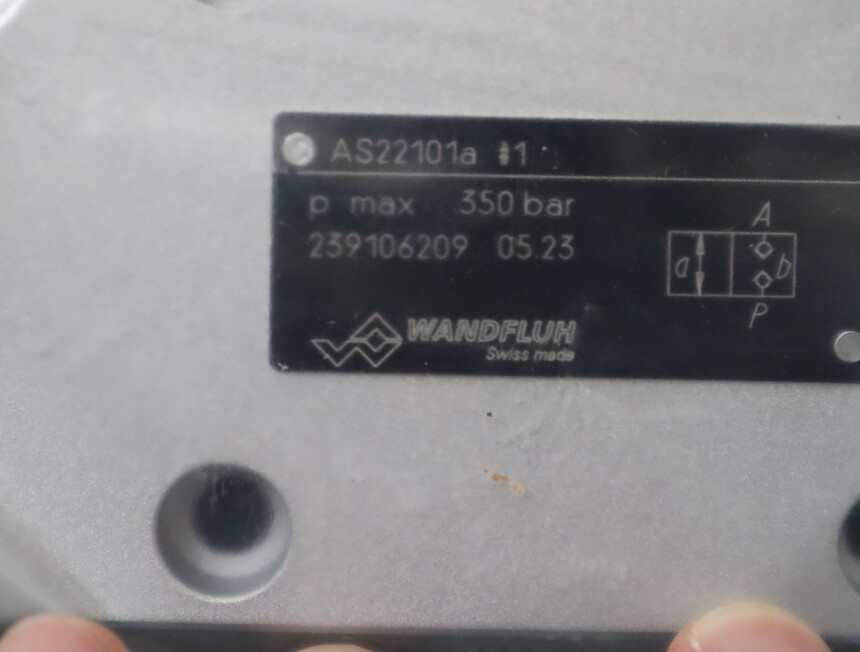 AS22101a #1
p max 350 bar
239106209 05.23
WANDFLUH
Swiss made
A
a b
P